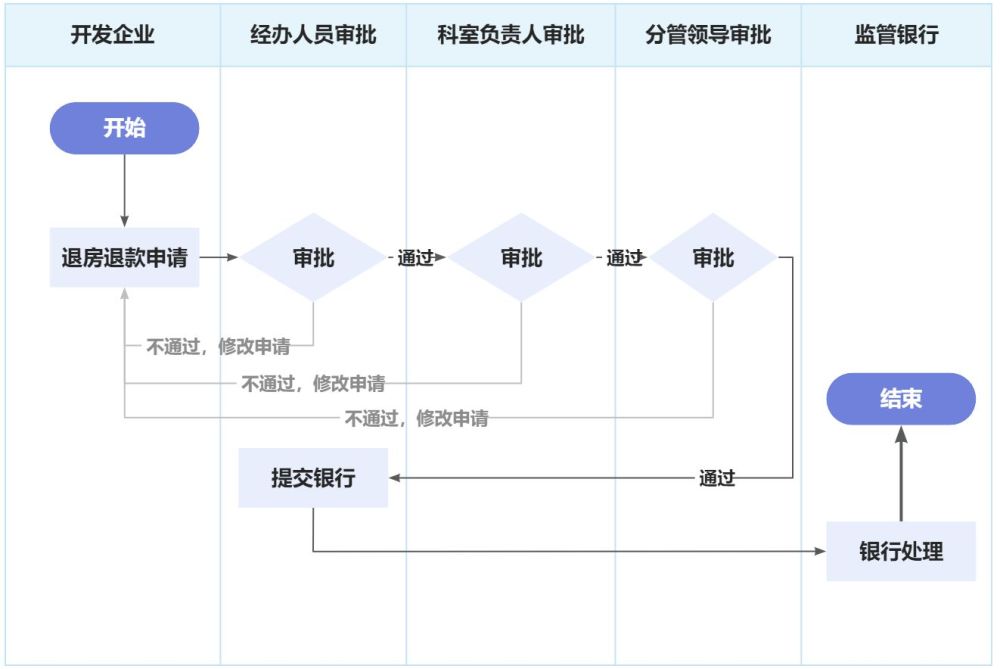 开发企业
经办人员审批
科室负责人审批
分管领导审批
监管银行
开始
退房退款申请
审批
通过
审批
通过
审批
不通过，修改申请
不通过，修改申请
不通过，修改申请
结束
提交银行
通过
银行处理